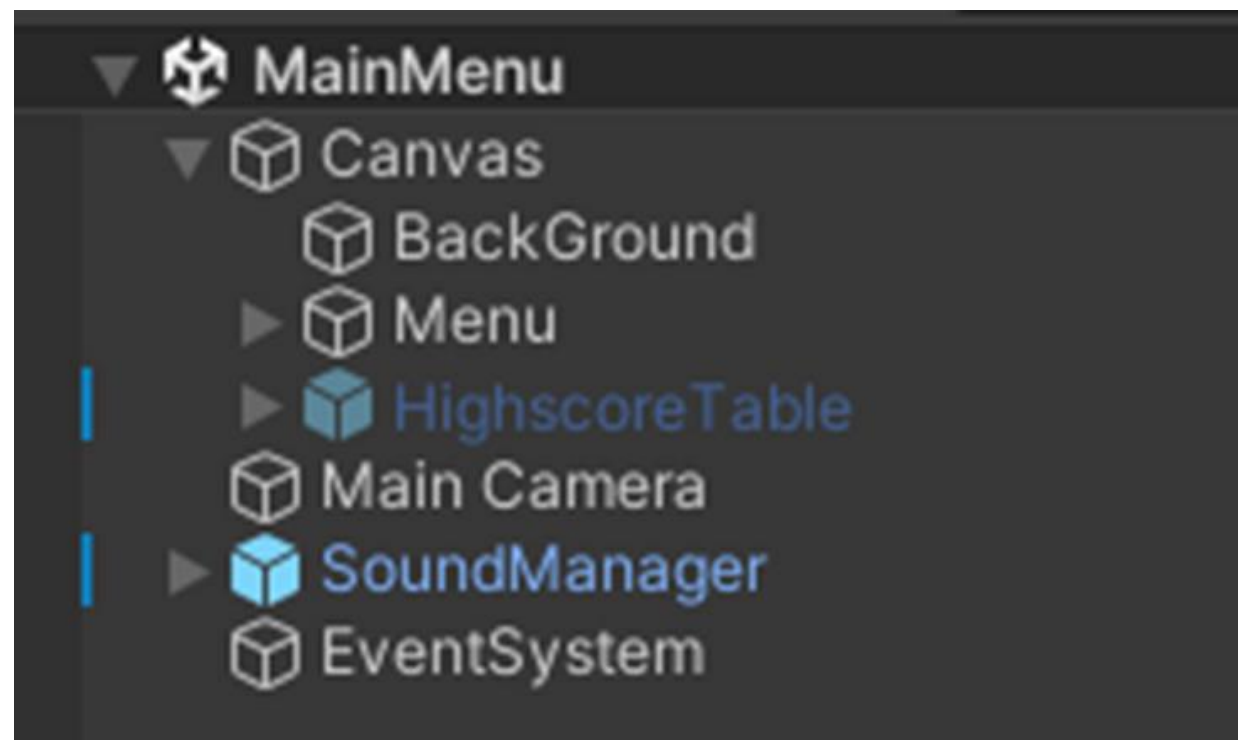 MainMenu
Canvas
BackGround
Menu
HighscoreTable
Main Camera
SoundManager
EventSystem